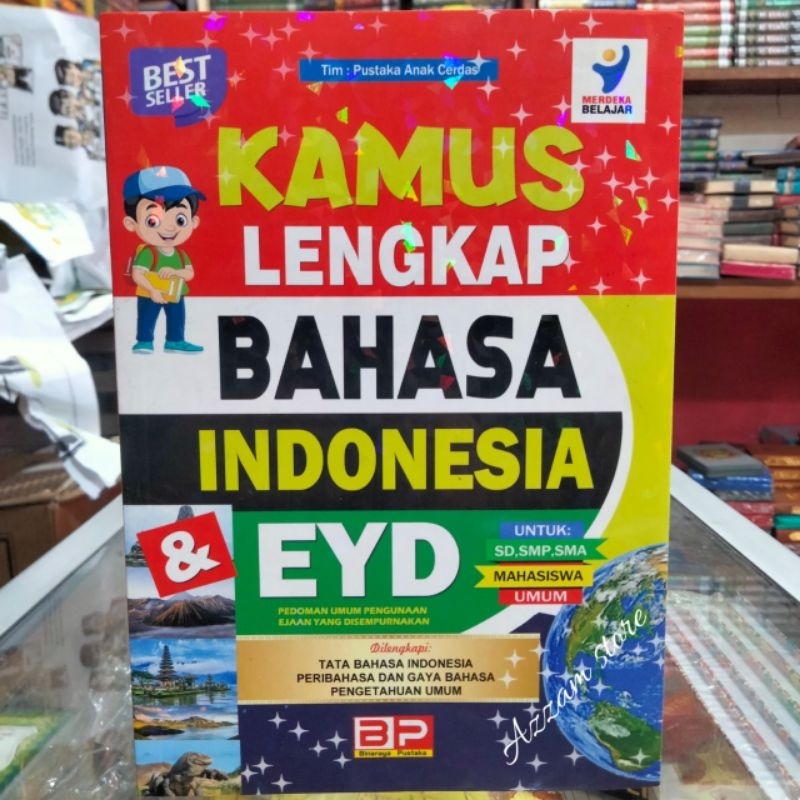 BEST
SELLER
Tim : Pustaka Anak Cerdas
MERDEKA
BELAJAR
KAMUS
LENGKAP
BAHASA
INDONESIA
& EYD
UNTUK:
SD,SMP,SMA
MAHASISWA
UMUM
PEDOMAN UMUM PENGUNAAN
EJAAN YANG DISEMPURNAKAN
Dilengkapi:
TATA BAHASA INDONESIA
PERIBAHASA DAN GAYA BAHASA
PENGETAHUAN UMUM
BP
Binaraya Pustaka
Azzam store